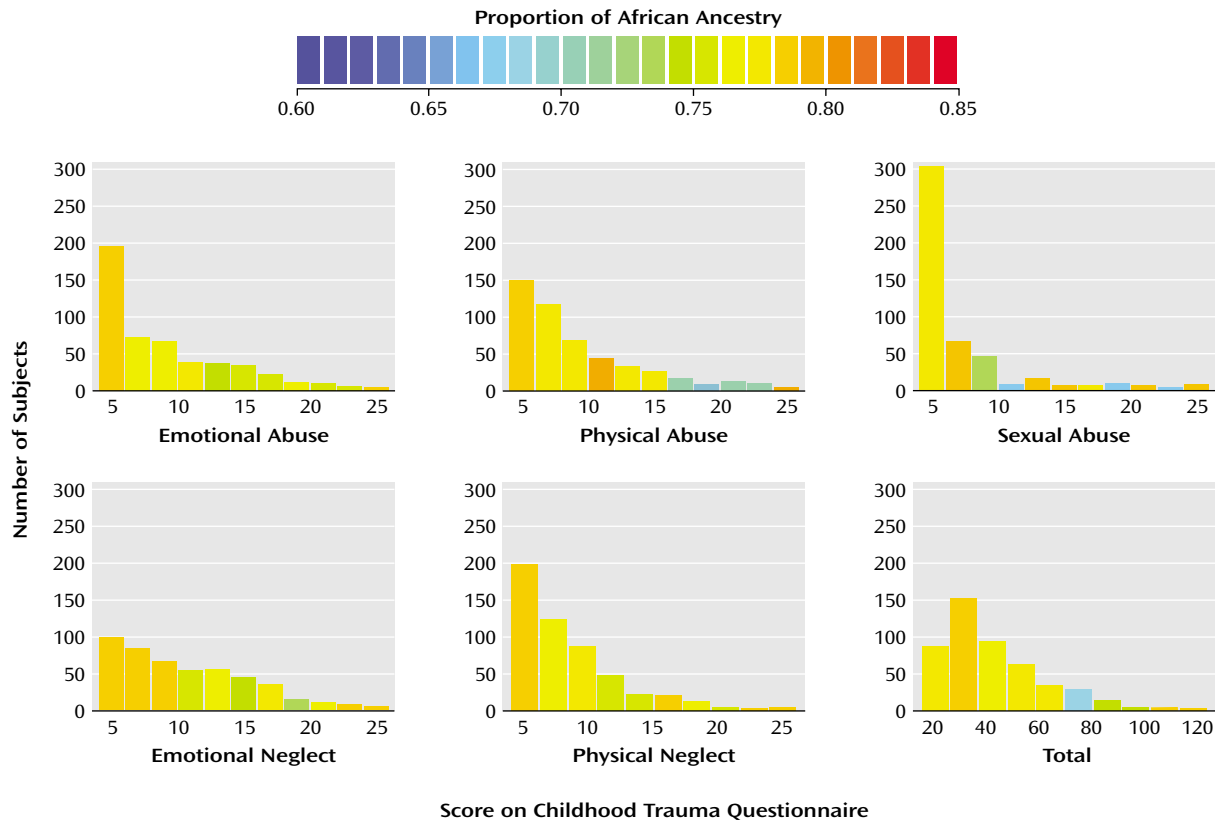 Proportion of African Ancestry
0.60 0.65 0.70 0.75 0.80 0.85
Number of Subjects
300
250
200
150
100
50
0
5 10 15 20 25
Emotional Abuse
300
250
200
150
100
50
0
5 10 15 20 25
Physical Abuse
300
250
200
150
100
50
0
5 10 15 20 25
Sexual Abuse
300
250
200
150
100
50
0
5 10 15 20 25
Emotional Neglect
300
250
200
150
100
50
0
5 10 15 20 25
Physical Neglect
300
250
200
150
100
50
0
20 40 60 80 100 120
Total
Score on Childhood Trauma Questionnaire